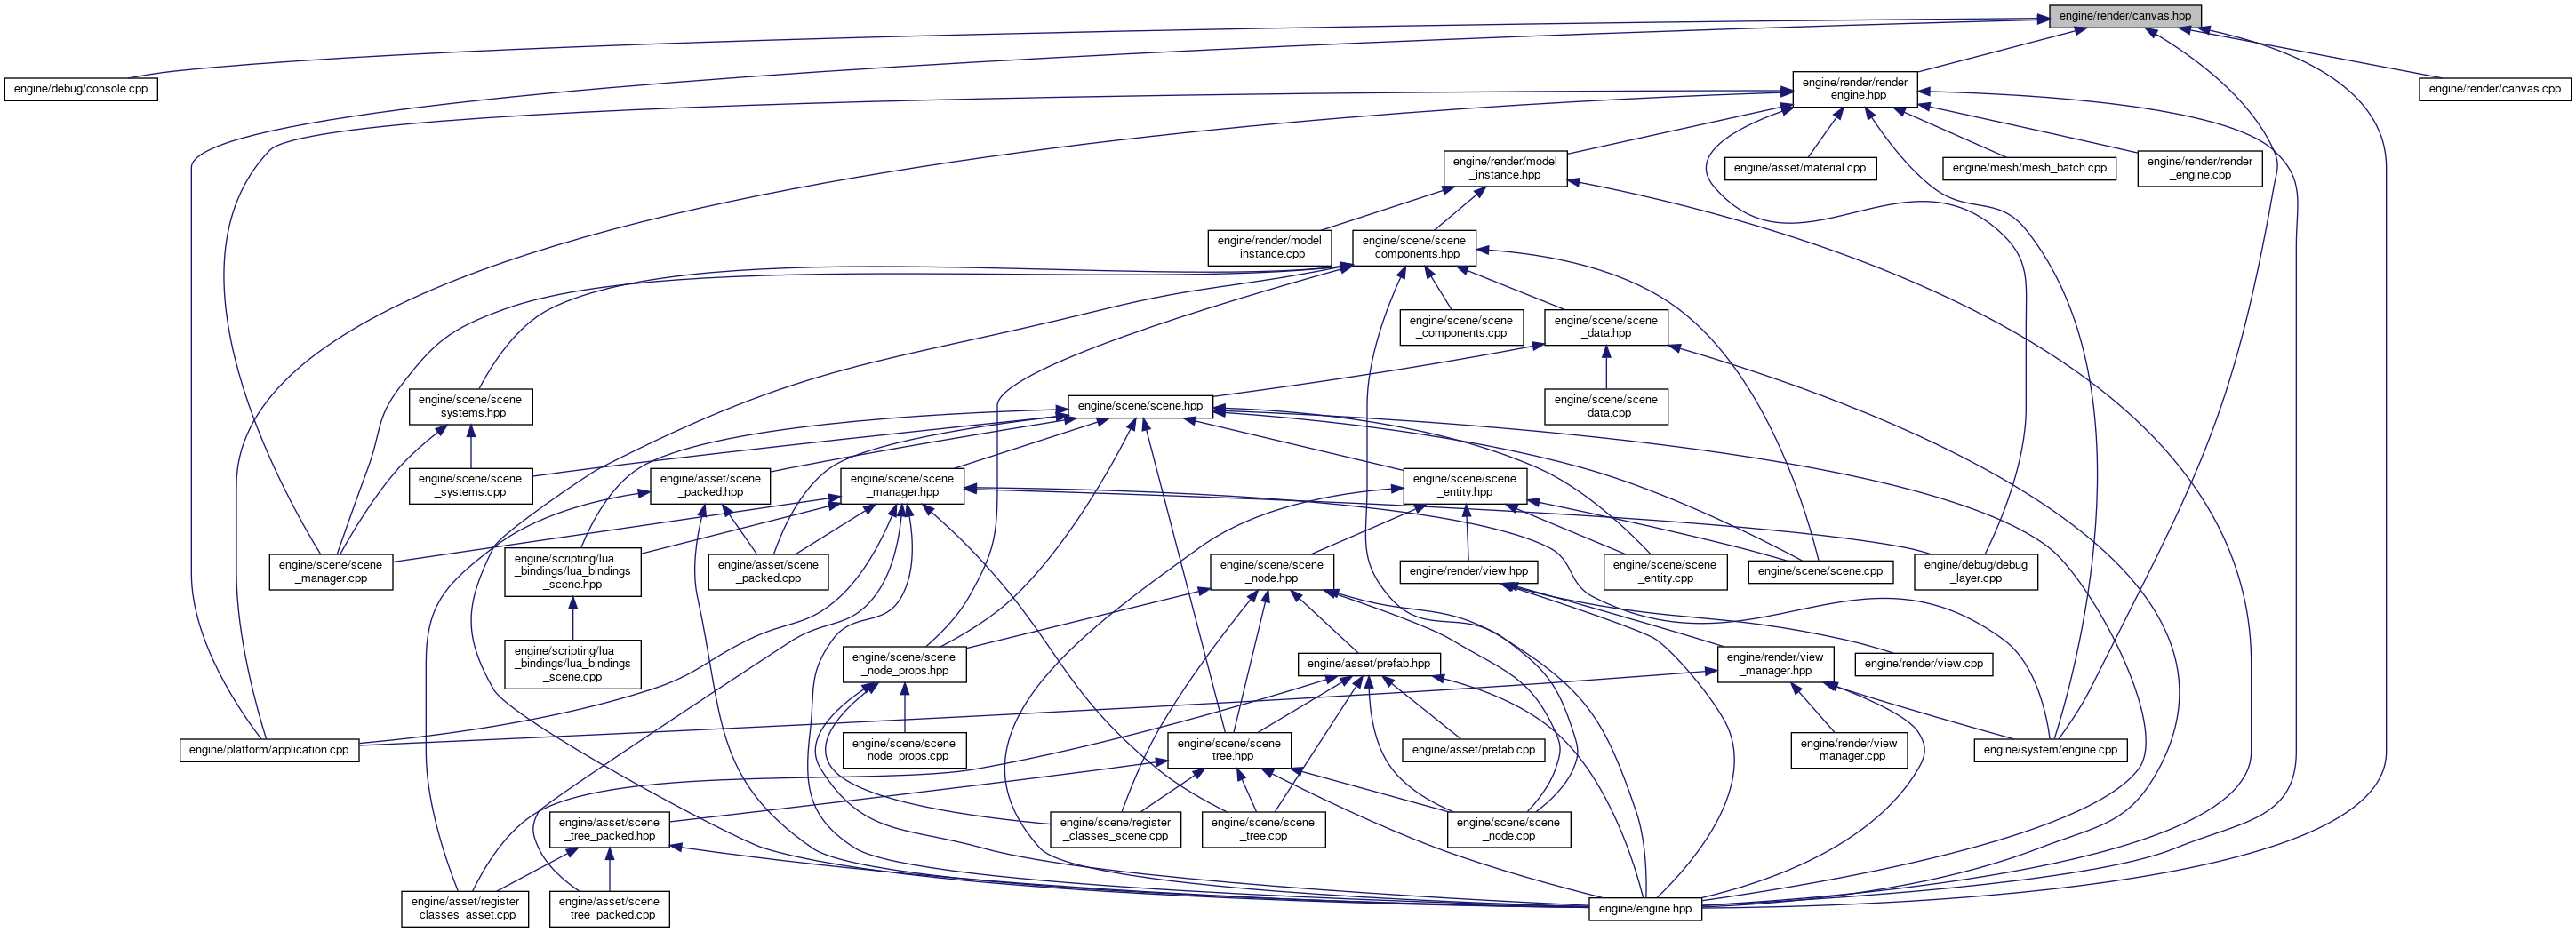 engine/render/canvas.hpp
engine/debug/console.cpp
engine/render/render
_engine.hpp
engine/render/canvas.cpp
engine/render/model
_instance.hpp
engine/asset/material.cpp
engine/mesh/mesh_batch.cpp
engine/render/render
_engine.cpp
engine/render/model
_instance.cpp
engine/scene/scene
_components.hpp
engine/scene/scene
_components.cpp
engine/scene/scene
_data.hpp
engine/scene/scene
_systems.hpp
engine/scene/scene.hpp
engine/scene/scene
_data.cpp
engine/scene/scene
_systems.cpp
engine/asset/scene
_packed.hpp
engine/scene/scene
_manager.hpp
engine/scene/scene
_entity.hpp
engine/scene/scene
_manager.cpp
engine/scripting/lua
_bindings/lua_bindings
_scene.hpp
engine/asset/scene
_packed.cpp
engine/scene/scene
_node.hpp
engine/render/view.hpp
engine/scene/scene
_entity.cpp
engine/scene/scene.cpp
engine/debug/debug
_layer.cpp
engine/scripting/lua
_bindings/lua_bindings
_scene.cpp
engine/scene/scene
_node_props.hpp
engine/asset/prefab.hpp
engine/render/view
_manager.hpp
engine/render/view.cpp
engine/platform/application.cpp
engine/scene/scene
_node_props.cpp
engine/scene/scene
_tree.hpp
engine/asset/prefab.cpp
engine/render/view
_manager.cpp
engine/system/engine.cpp
engine/asset/scene
_tree_packed.hpp
engine/scene/register
_classes_scene.cpp
engine/scene/scene
_tree.cpp
engine/scene/scene
_node.cpp
engine/asset/register
_classes_asset.cpp
engine/asset/scene
_tree_packed.cpp
engine/engine.hpp